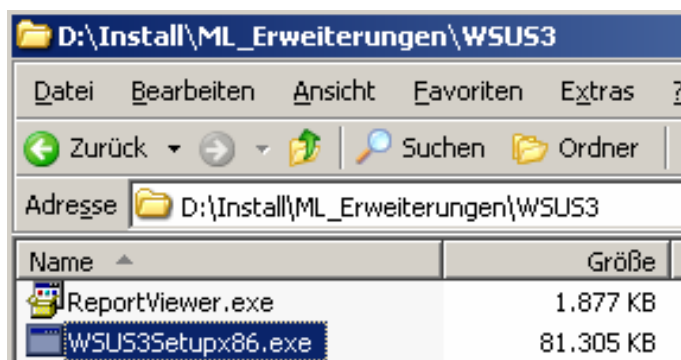 D:\Install\ML_Erweiterungen\WSUS3
Datei Bearbeiten Ansicht Favoriten Extras ?
Zurück Suchen Ordner
Adresse D:\Install\ML_Erweiterungen\WSUS3
Name Größe
ReportViewer.exe 1.877 KB
WSUS3Setupx86.exe 81.305 KB